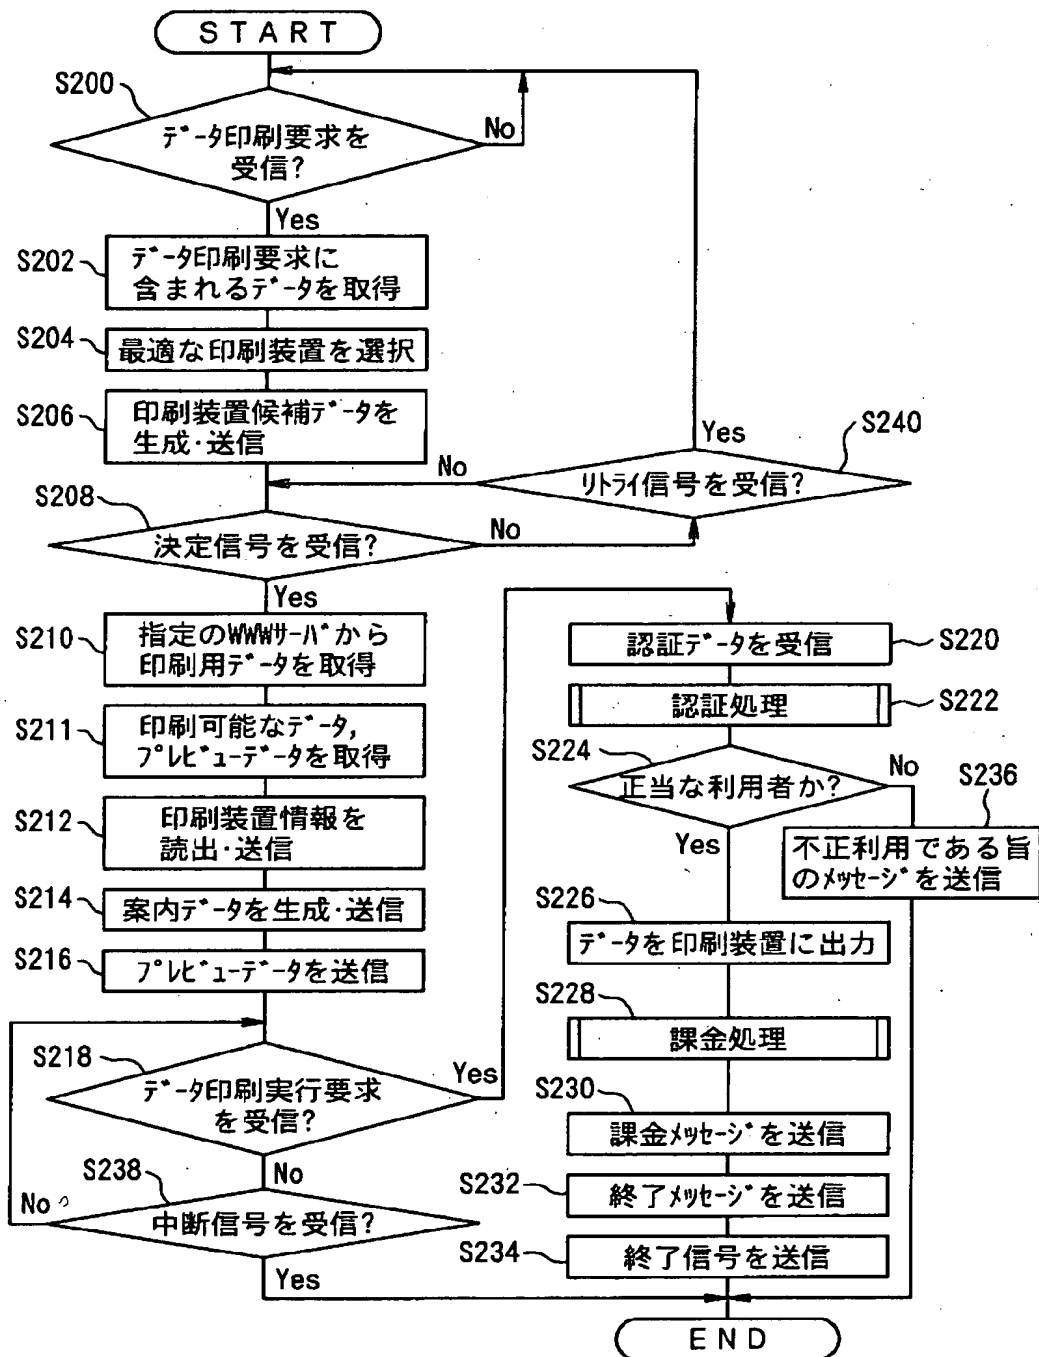 START
S200
データ印刷要求を
受信?
No
Yes
S202
データ印刷要求に
含まれるデータを取得
S204
最適な印刷装置を選択
S206
印刷装置候補データを
生成·送信
S240
Yes
No
リトライ信号を受信?
S208
決定信号を受信?
No
Yes
S210
指定のWWWサーバから
印刷用データを取得
S211
印刷可能なデータ,
プレビューデータを取得
S212
印刷装置情報を
読出·送信
S214
案内データを生成·送信
S216
プレビューデータを送信
S218
データ印刷実行要求
を受信?
Yes
No
S238
中断信号を受信?
No
Yes
S220
認証データを受信
S222
認証処理
S224
正当な利用者か?
No
Yes
S236
不正利用である旨
のメッセージを送信
S226
データを印刷装置に出力
S228
課金処理
S230
課金メッセージを送信
S232
終了メッセージを送信
S234
終了信号を送信
END